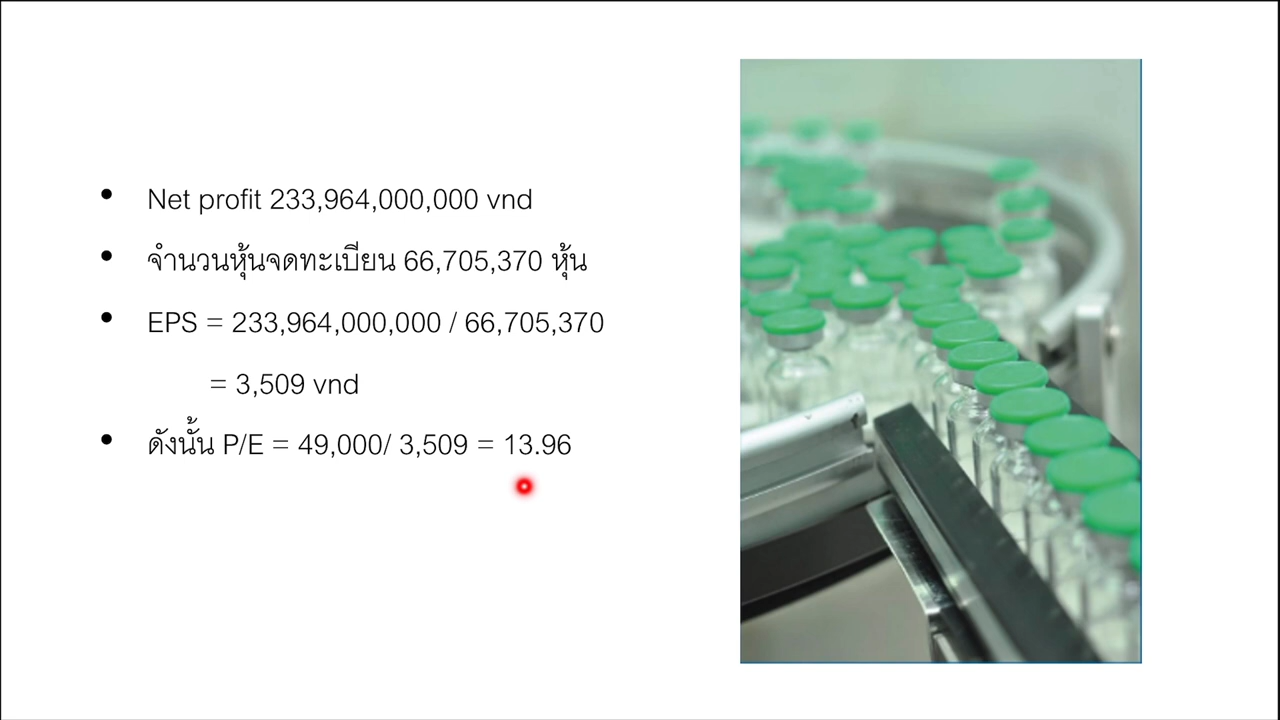 • Net profit 233,964,000,000 vnd
• จำนวนหุ้นจดทะเบียน 66,705,370 หุ้น
• EPS = 233,964,000,000 / 66,705,370
= 3,509 vnd
• ดังนั้น P/E = 49,000/ 3,509 = 13.96